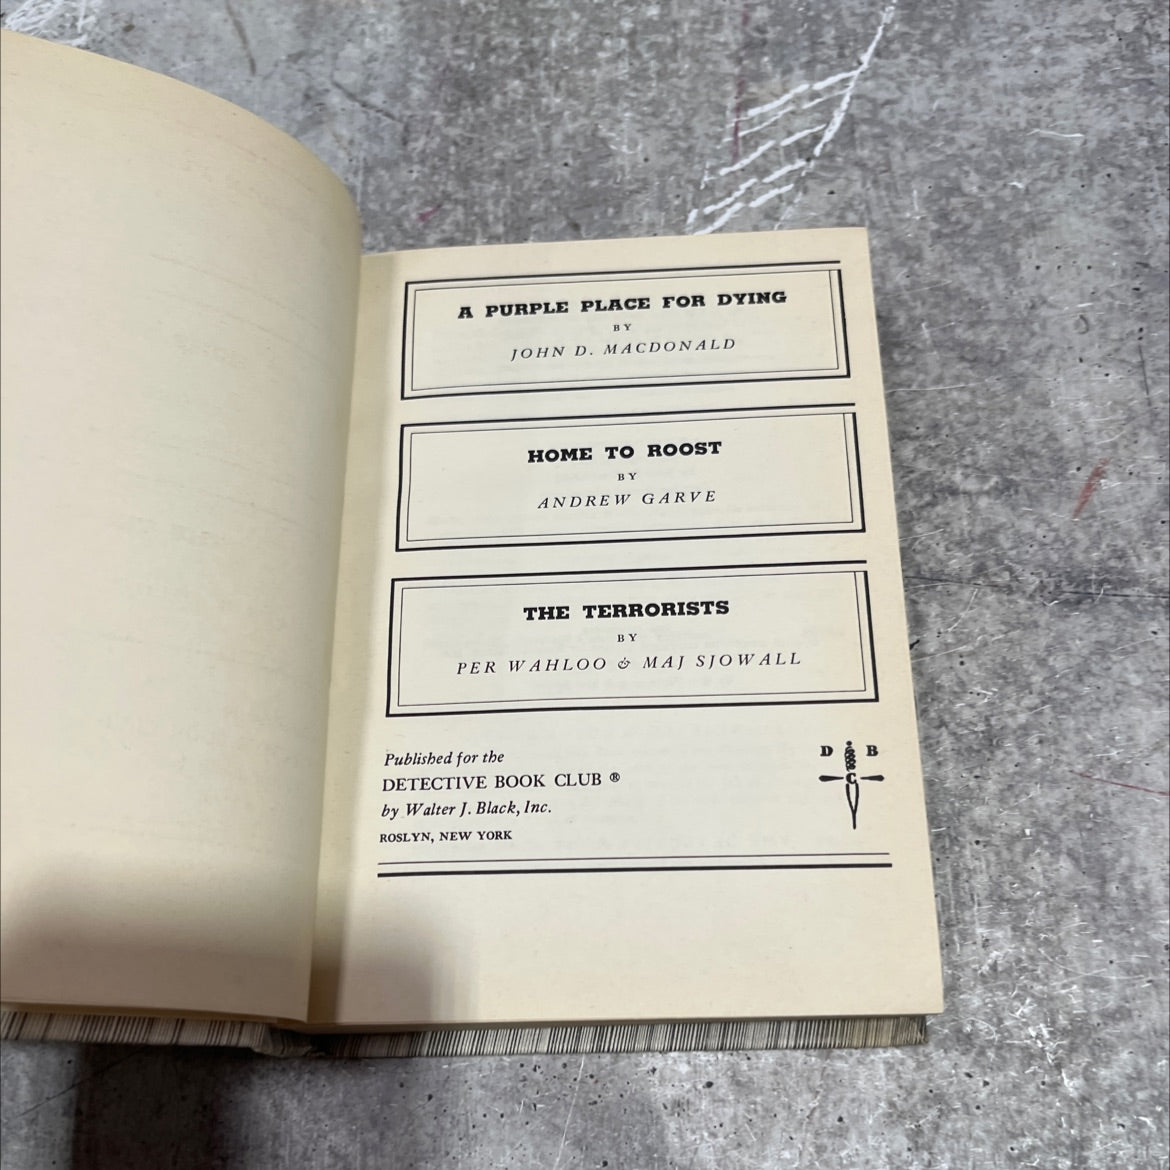 A PURPLE PLACE FOR DYING
BY
JOHN D. MACDONALD
HOME TO ROOST
BY
ANDREW GARVE
THE TERRORISTS
BY
PER WAHLOO & MAJ SJOWALL
Published for the
DETECTIVE BOOK CLUB ®
by Walter J. Black, Inc.
ROSLYN, NEW YORK
D B
C